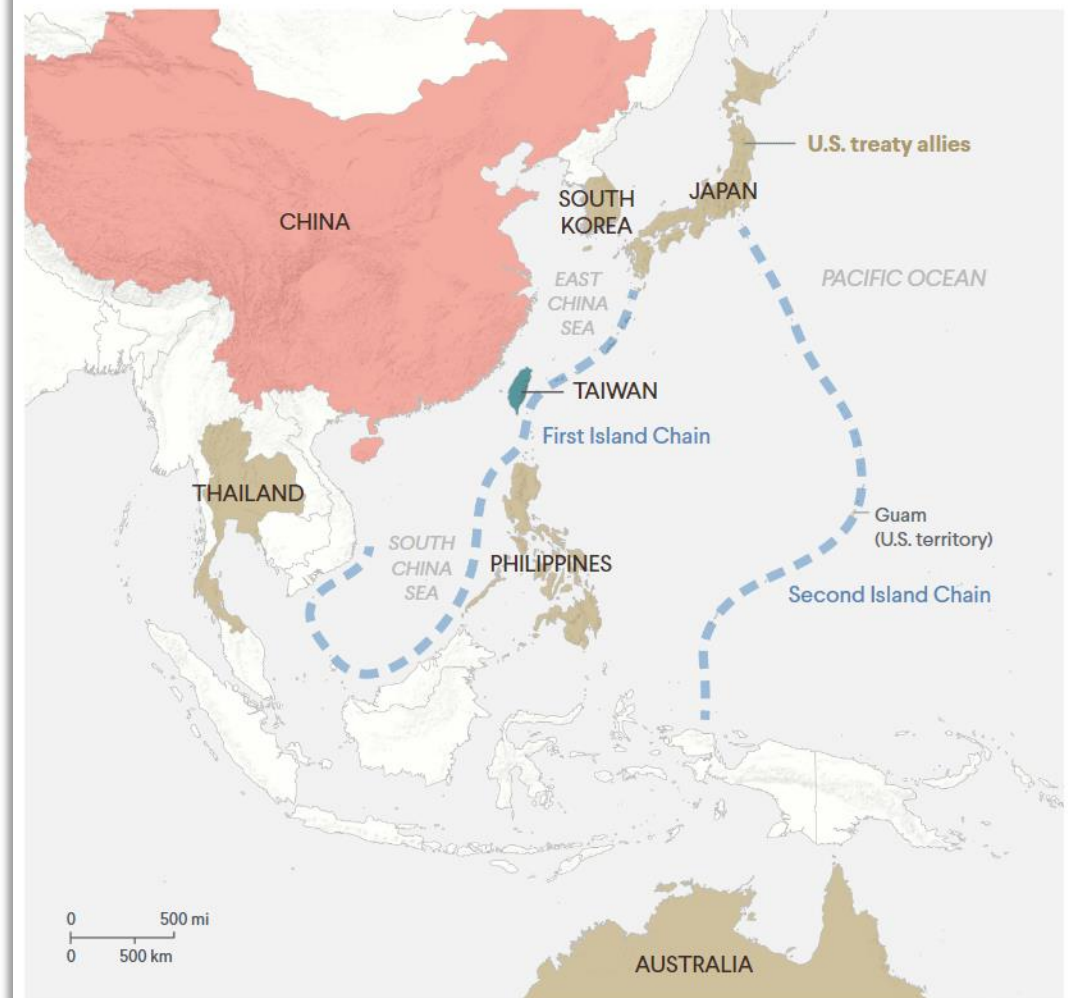 U.S. treaty allies
SOUTH
KOREA
JAPAN
CHINA
EAST
CHINA
SEA
PACIFIC OCEAN
TAIWAN
First Island Chain
THAILAND
SOUTH
CHINA
SEA
PHILIPPINES
Guam
(U.S. territory)
Second Island Chain
0 500 mi
0 500 km
AUSTRALIA